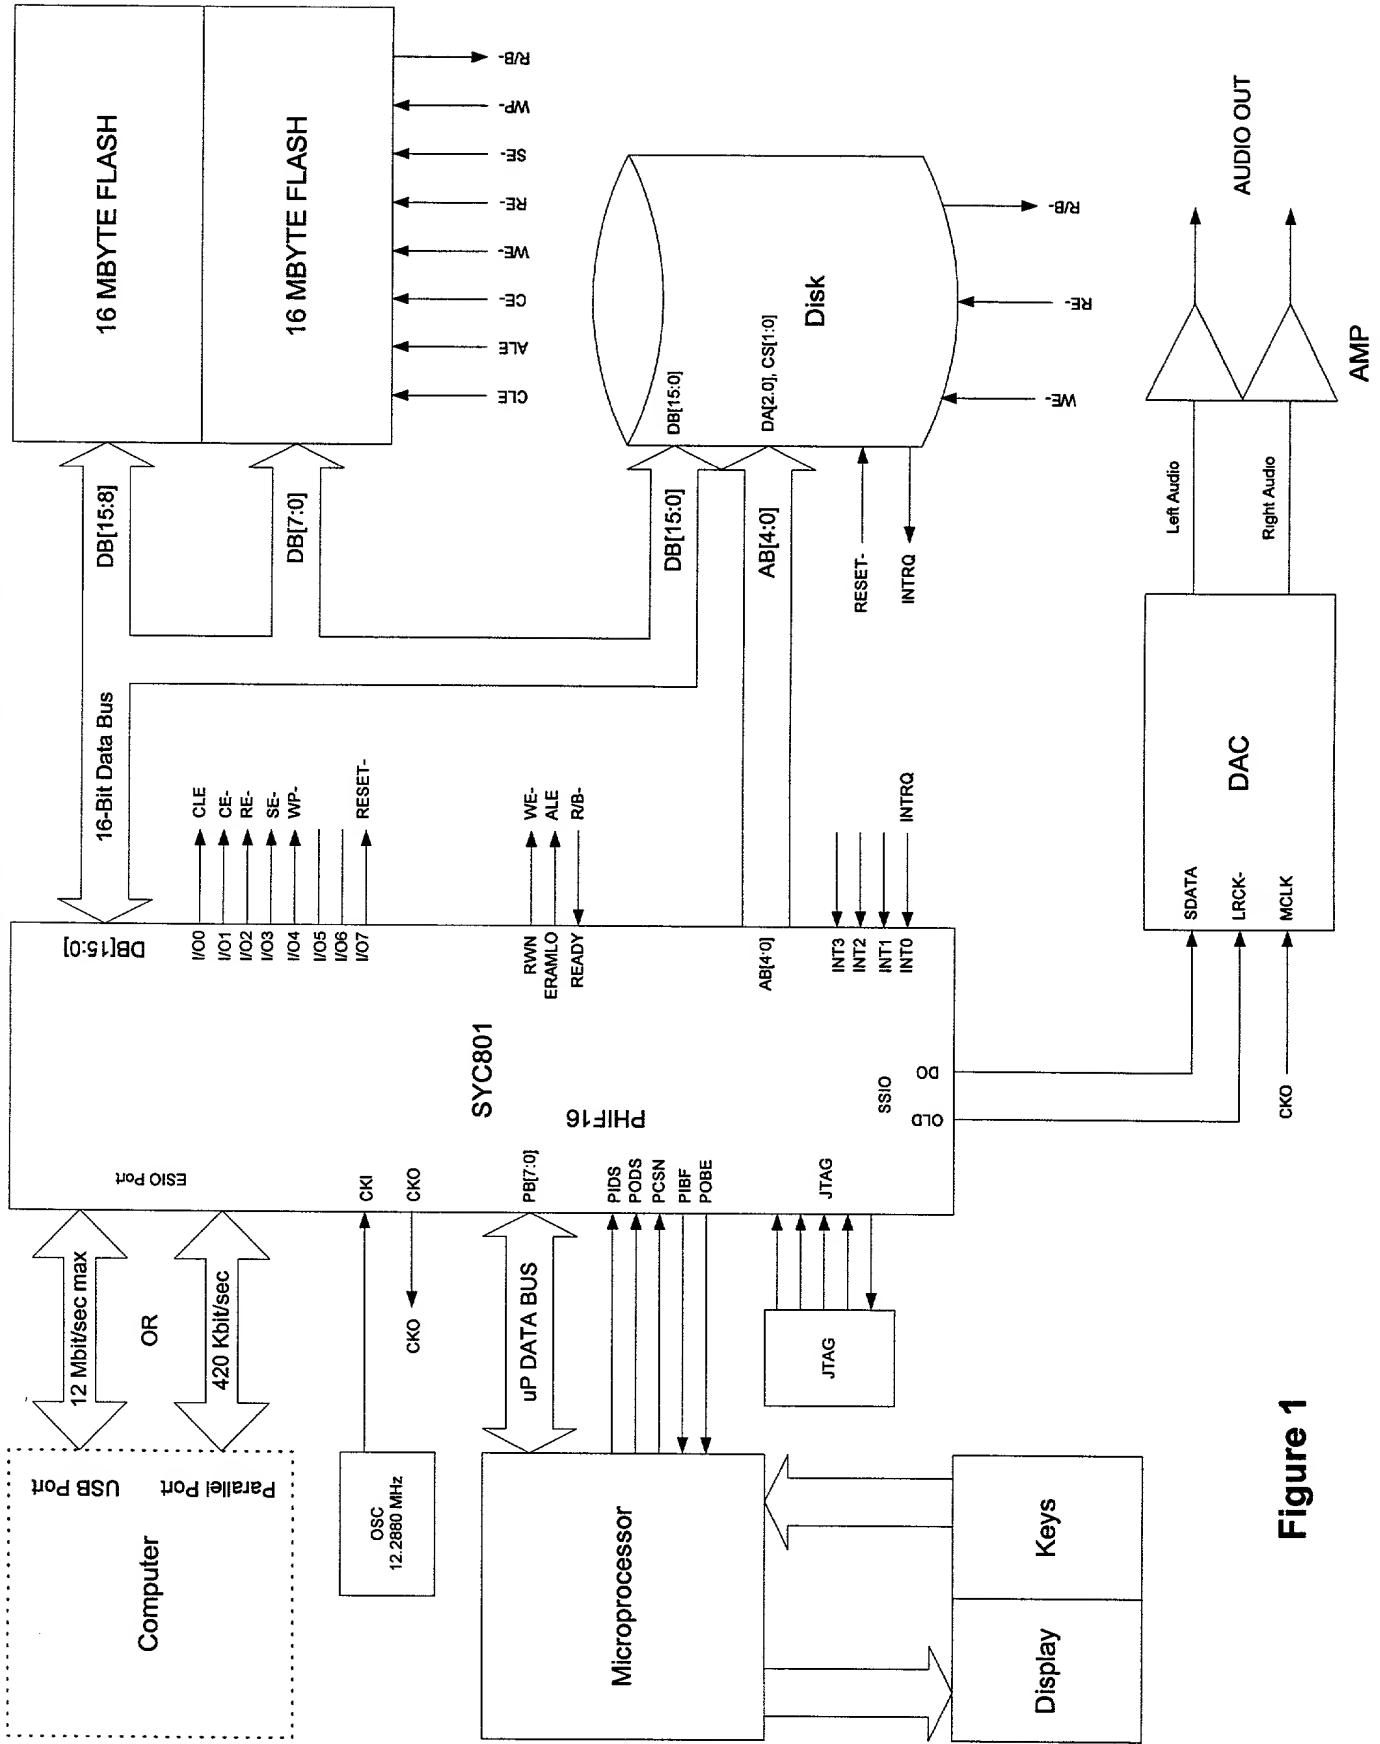 Computer
USB Port
Parallel Port
12 Mbit/sec max
OR
420 Kbit/sec
OSC
12.2880 MHz
CKO
uP DATA BUS
Microprocessor
Display
Keys
JTAG
ESIO Port
CKI
CKO
PB[7:0]
PHIF16
PIDS
PODS
PCSN
PIBF
POBE
JTAG
SYC801
SSIO
OLD
DO
DB[15:0]
I/O0
I/O1
I/O2
I/O3
I/O4
I/O5
I/O6
I/O7
RWN
ERAMLO
READY
AB[4:0]
INT3
INT2
INT1
INT0
CLE
CE-
RE-
SE-
WP-
RESET-
WE-
ALE
R/B-
INTRQ
16-Bit Data Bus
DB[15:8]
DB[7:0]
DB[15:0]
AB[4:0]
16 MBYTE FLASH
16 MBYTE FLASH
CLE
ALE
CE-
WE-
RE-
SE-
WP-
R/B-
DB[15:0]
DA[2.0], CS[1:0]
Disk
RESET-
INTRQ
WE-
RE-
R/B-
CKO
SDATA
LRCK-
MCLK
DAC
Left Audio
Right Audio
AMP
AUDIO OUT
Figure 1